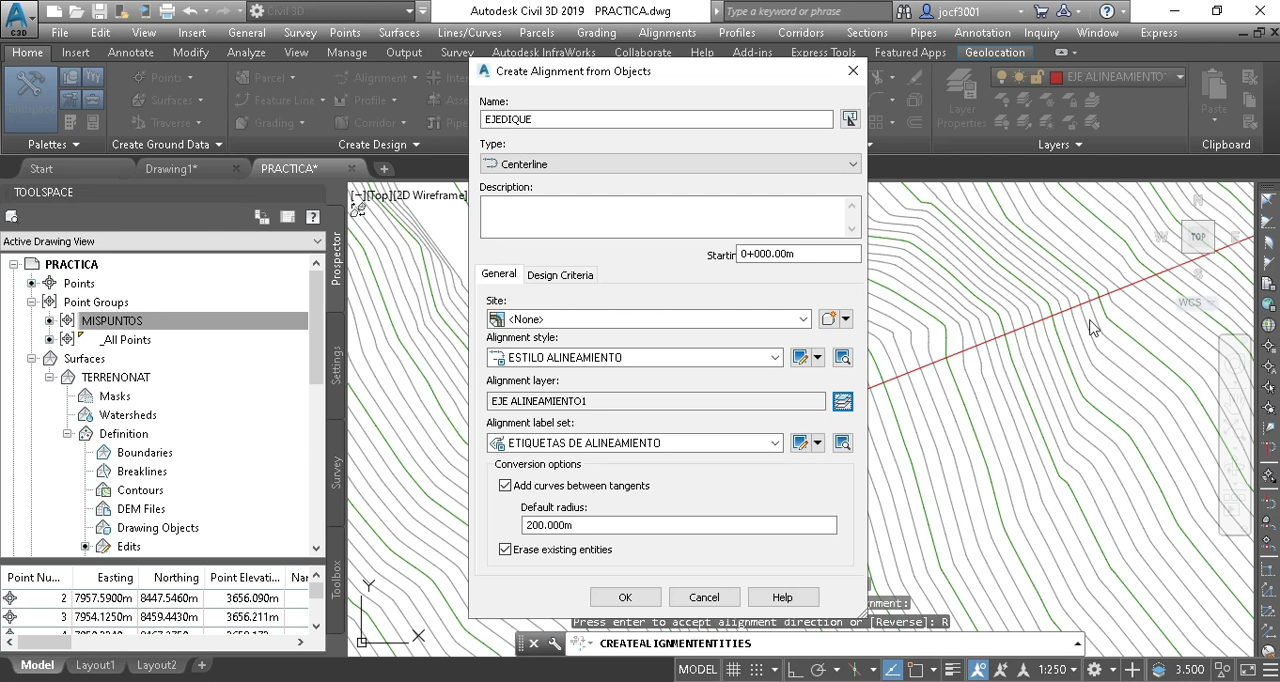 Civil 3D
Autodesk Civil 3D 2019 PRACTICA.dwg
Type a keyword or phrase
jocf3001
C3D
File Edit View Insert General Survey Points Surfaces Lines/Curves Parcels Grading Alignments Profiles Corridors Sections Pipes Annotation Inquiry Window Express
Home Insert Annotate Modify Analyze View Manage Output Survey Autodesk InfraWorks Collaborate Help Add-ins Express Tools Featured Apps Geolocation
Points
Parcel
Alignment
Surfaces
Feature Line
Profile
Traverse
Grading
Corridor
Layer
Properties
EJE ALINEAMIENTO
Paste
Palettes
Create Ground Data
Create Design
Layers
Clipboard
Start
Drawing1*
PRACTICA*
TOOLSPACE
Active Drawing View
PRACTICA
Points
Point Groups
MISPUNTOS
_All Points
Surfaces
TERRENONAT
Masks
Watersheds
Definition
Boundaries
Breaklines
Contours
DEM Files
Drawing Objects
Edits
Prospector
Settings
Survey
Toolbox
Point Nu... Easting Northing Point Elevati...
2 7957.5900m 8447.5460m 3656.090m
3 7954.1250m 8459.4430m 3656.211m
[−][Top][2D Wireframe]
Create Alignment from Objects
Name:
EJEDIQUE
Type:
Centerline
Description:
Startin
0+000.00m
General
Design Criteria
Site:
<None>
Alignment style:
ESTILO ALINEAMIENTO
Alignment layer:
EJE ALINEAMIENTO1
Alignment label set:
ETIQUETAS DE ALINEAMIENTO
Conversion options
Add curves between tangents
Default radius:
200.000m
Erase existing entities
OK
Cancel
Help
N
W
TOP
E
S
WCS
Y
X
nment:
Press enter to accept alignment direction or [Reverse]: R
CREATEALIGNMENTENTITIES
Model
Layout1
Layout2
MODEL
1:250
3.500